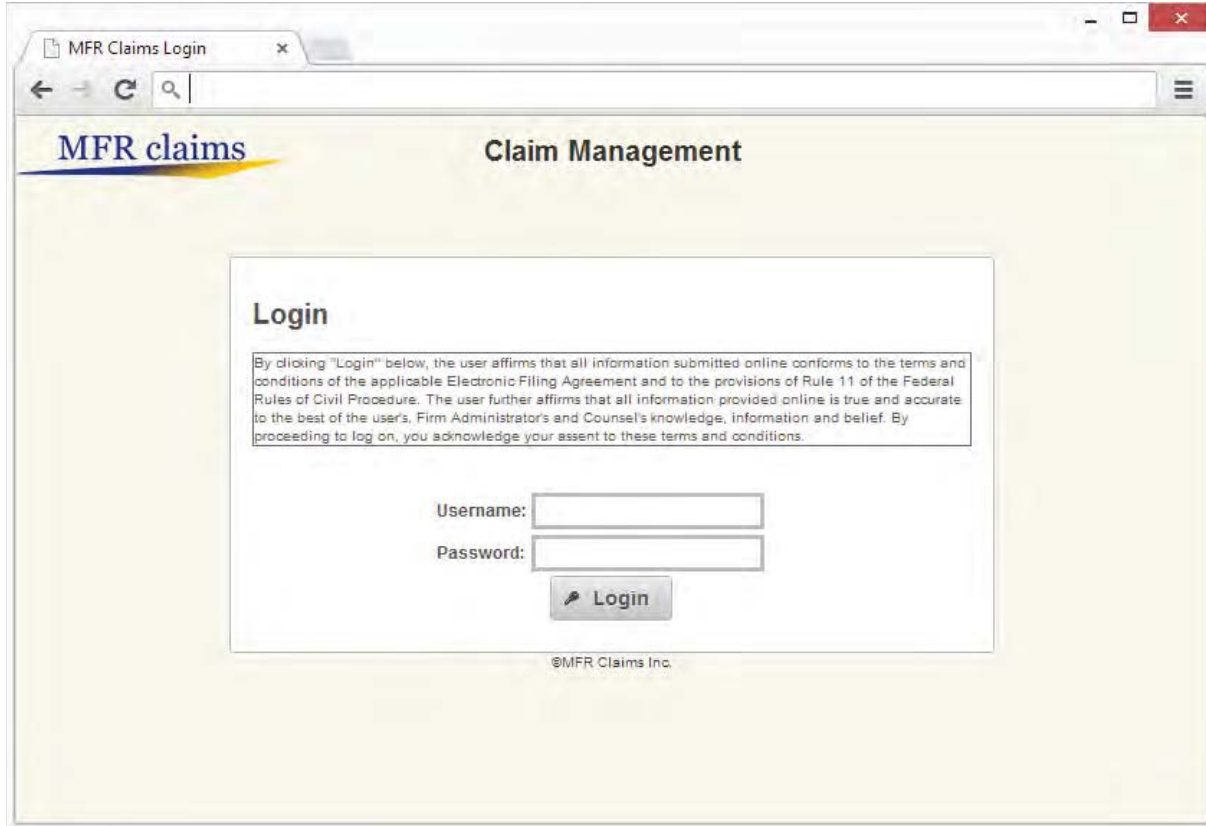 MFR Claims Login
MFR claims
Claim Management
Login
By clicking "Login" below, the user affirms that all information submitted online conforms to the terms and
conditions of the applicable Electronic Filing Agreement and to the provisions of Rule 11 of the Federal
Rules of Civil Procedure. The user further affirms that all information provided online is true and accurate
to the best of the user's, Firm Administrator's and Counsel's knowledge, information and belief. By
proceeding to log on, you acknowledge your assent to these terms and conditions.
Username:
Password:
Login
©MFR Claims Inc.